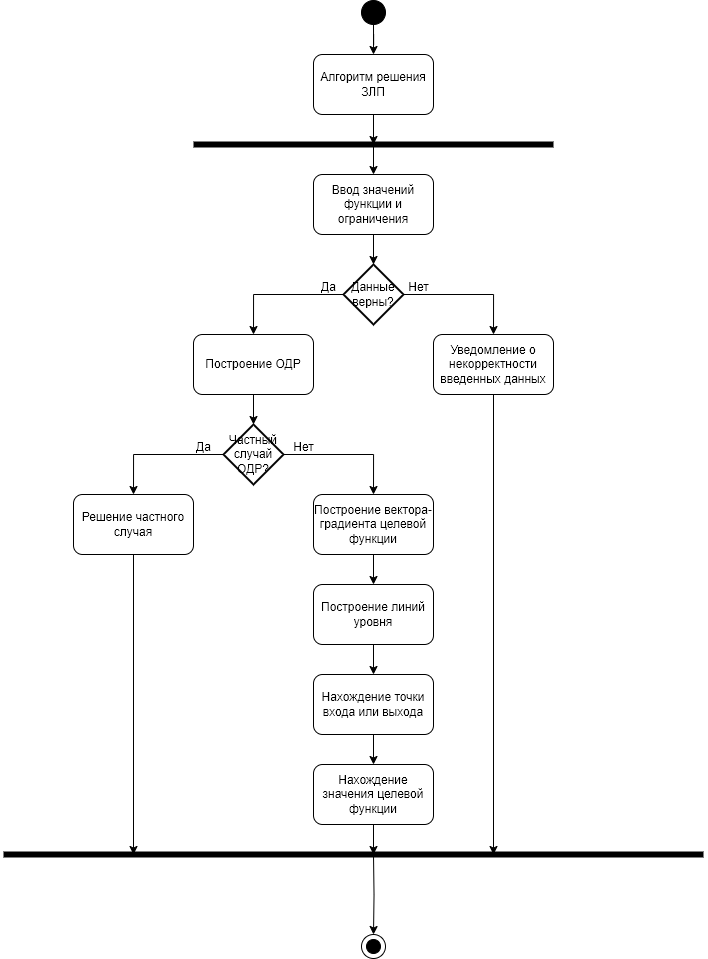 Алгоритм решения
ЗЛП
Ввод значений
функции и
ограничения
Да
Данные
верны?
Нет
Построение ОДР
Уведомление о
некорректности
введенных данных
Да
Частный
случай
ОДР?
Нет
Решение частного
случая
Построение вектора-
градиента целевой
функции
Построение линий
уровня
Нахождение точки
входа или выхода
Нахождение
значения целевой
функции